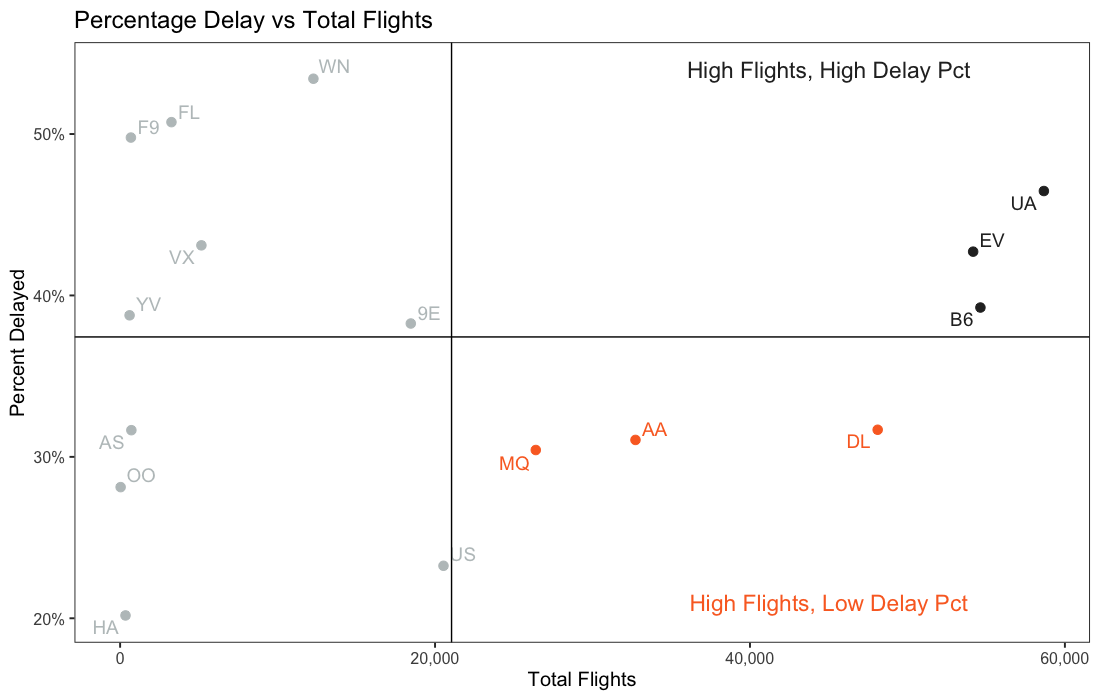 Percentage Delay vs Total Flights
WN
High Flights, High Delay Pct
FL
F9
50%
UA
EV
VX
40%
YV
9E
B6
Percent Delayed
AS
AA
MQ
DL
30%
OO
US
High Flights, Low Delay Pct
20%
HA
0
20,000
40,000
60,000
Total Flights